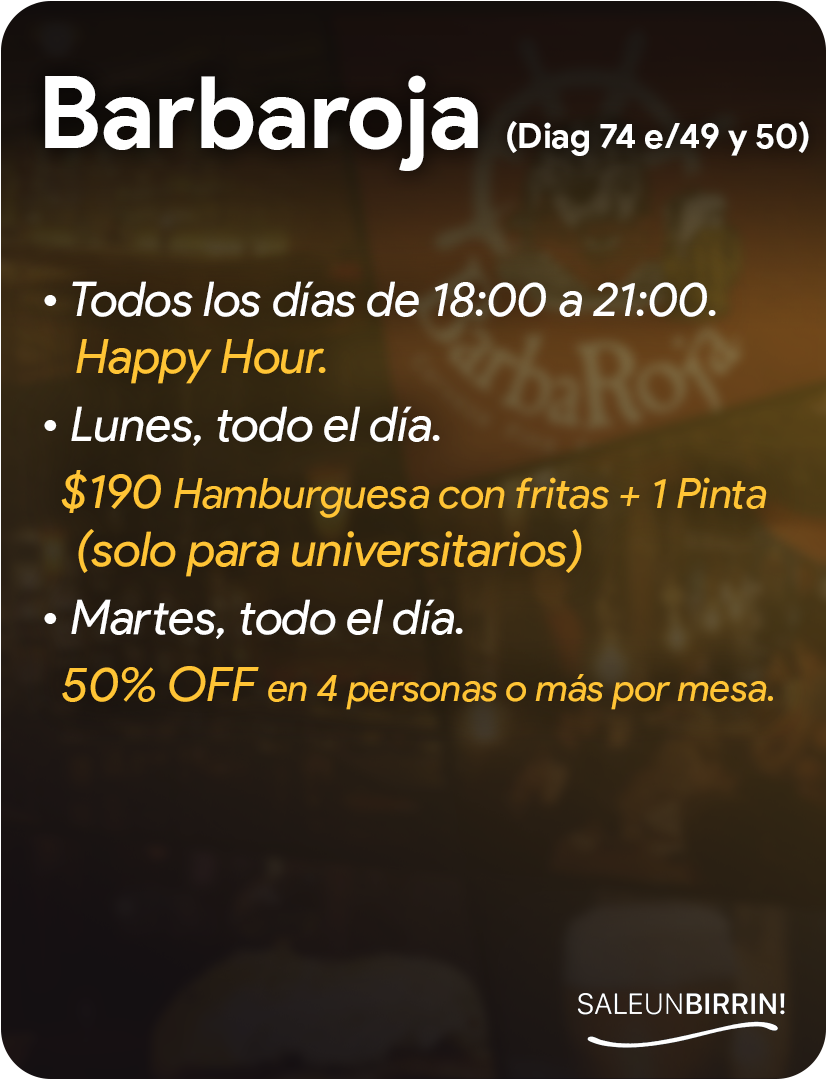 Barbaroja (Diag 74 e/49 y 50)
• Todos los días de 18:00 a 21:00.
Happy Hour.
• Lunes, todo el día.
$190 Hamburguesa con fritas + 1 Pinta
(solo para universitarios)
• Martes, todo el día.
50% OFF en 4 personas o más por mesa.
BarbaRoja
SALEUNBIRRIN!